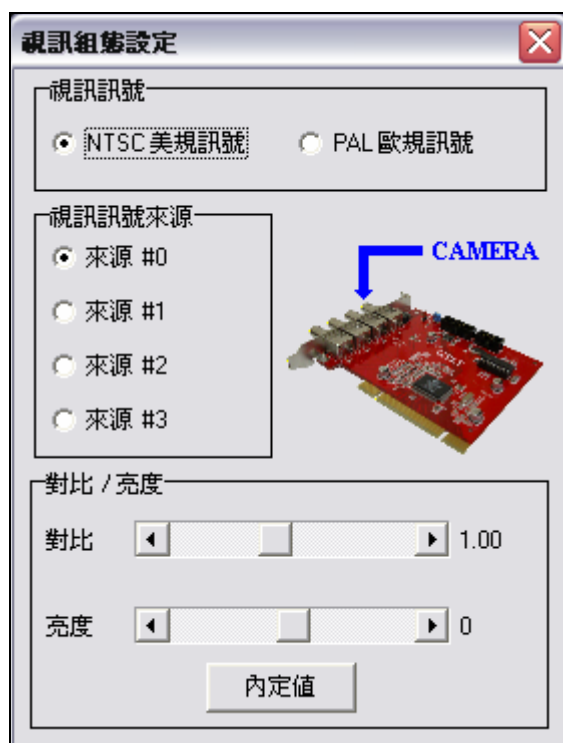 視訊組態設定
視訊訊號
NTSC 美規訊號
PAL 歐規訊號
視訊訊號來源
來源 #0
CAMERA
來源 #1
來源 #2
來源 #3
對比 / 亮度
對比
1.00
亮度
0
內定值